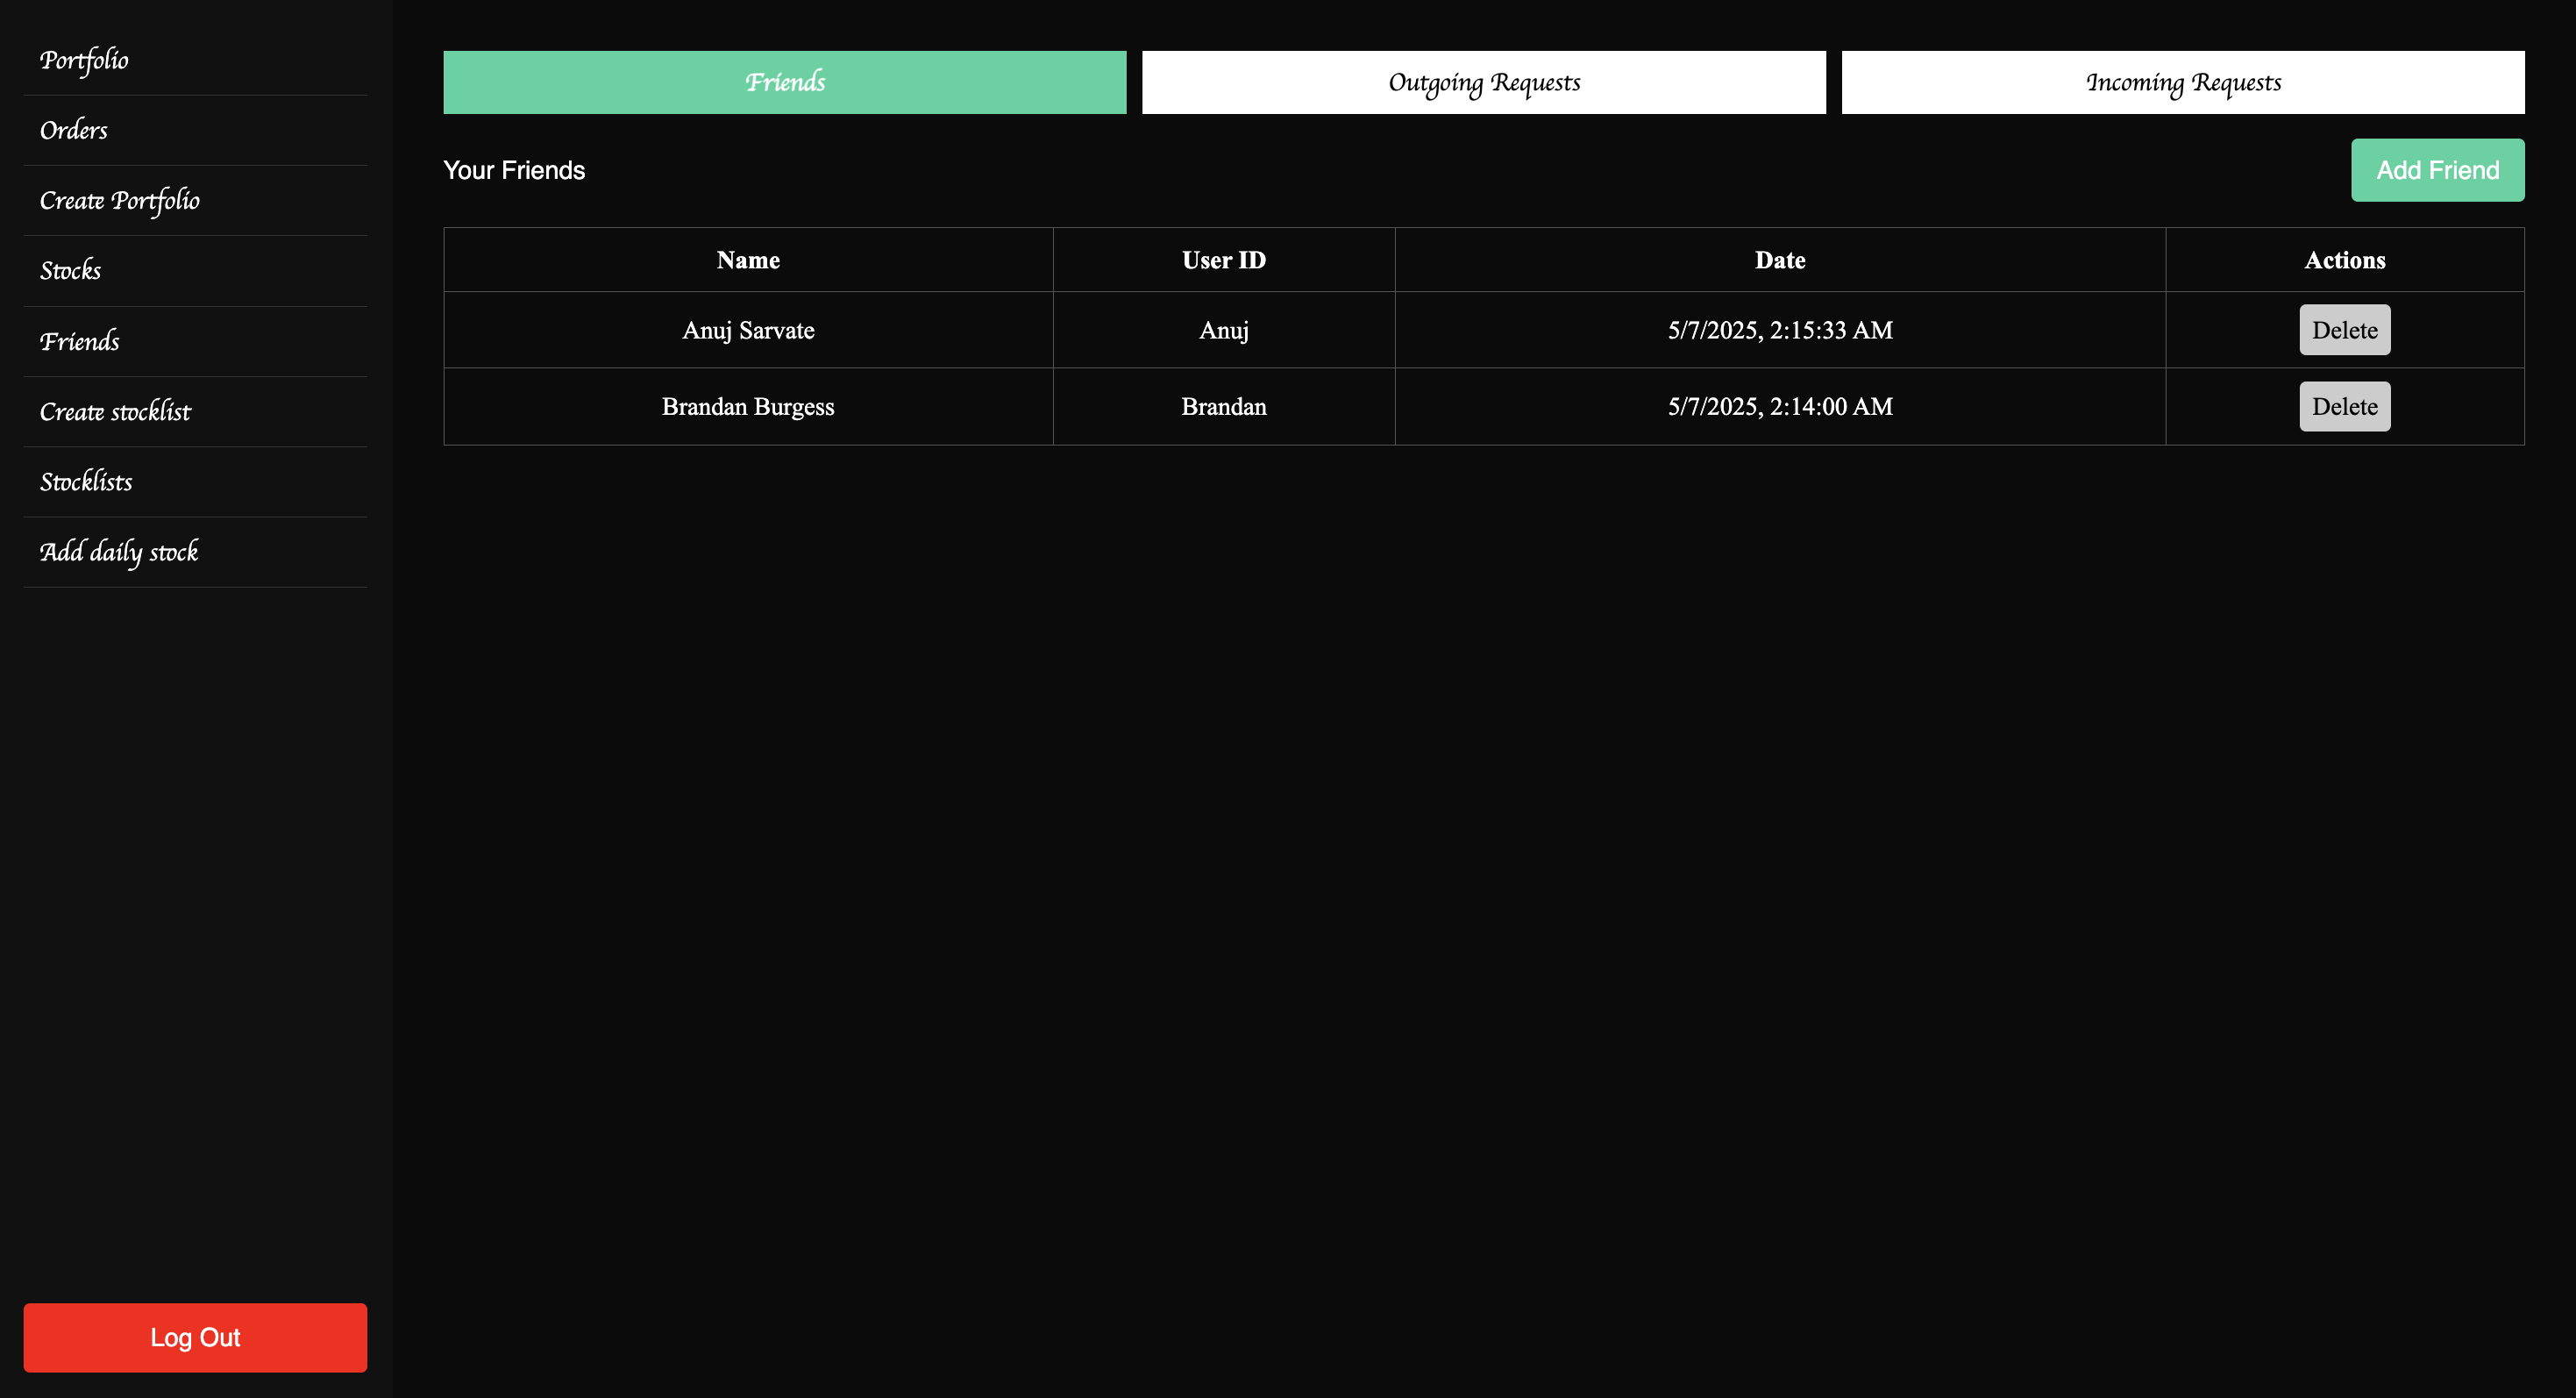 Portfolio
Orders
Create Portfolio
Stocks
Friends
Create stocklist
Stocklists
Add daily stock
Log Out
Friends Outgoing Requests Incoming Requests
Your Friends Add Friend
Name User ID Date Actions
Anuj Sarvate Anuj 5/7/2025, 2:15:33 AM Delete
Brandan Burgess Brandan 5/7/2025, 2:14:00 AM Delete